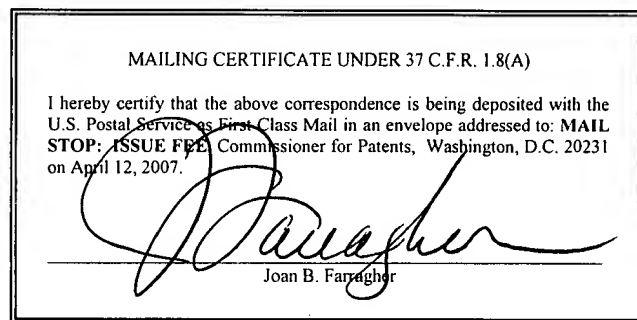 MAILING CERTIFICATE UNDER 37 C.F.R. 1.8(A)
I hereby certify that the above correspondence is being deposited with the
U.S. Postal Service as First Class Mail in an envelope addressed to: MAIL
STOP: ISSUE FEE, Commissioner for Patents, Washington, D.C. 20231
on April 12, 2007.
JFarragher
Joan B. Farragher